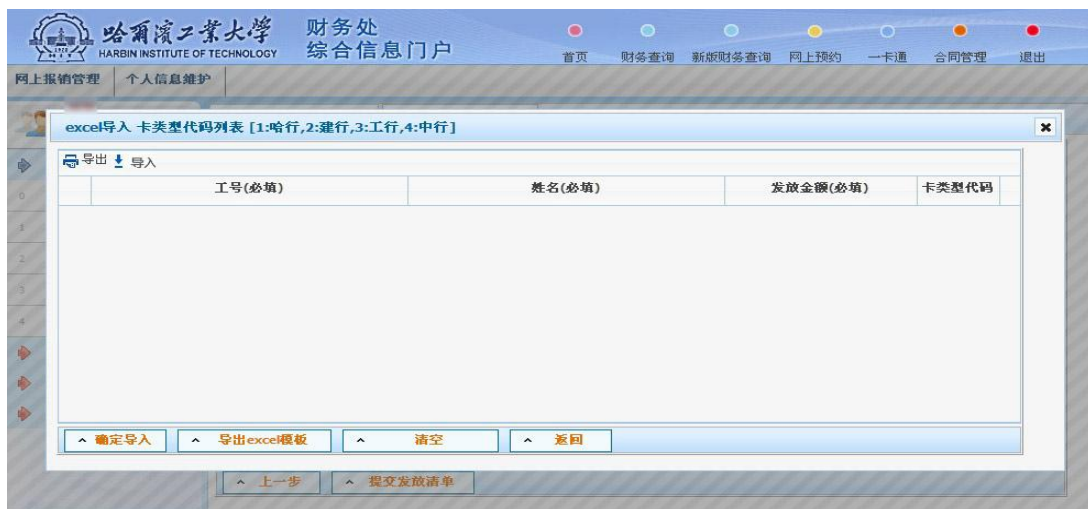 哈爾濱工業大學 财务处
HARBIN INSTITUTE OF TECHNOLOGY 综合信息门户
首页 财务查询 新版财务查询 网上预约 一卡通 合同管理 退出
网上报销管理 个人信息维护
excel导入 卡类型代码列表 [1:哈行,2:建行,3:工行,4:中行]
导出 导入
工号(必填) 姓名(必填) 发放金额(必填) 卡类型代码
0
1
2
3
4
确定导入 导出excel模板 清空 返回
上一步 提交发放清单